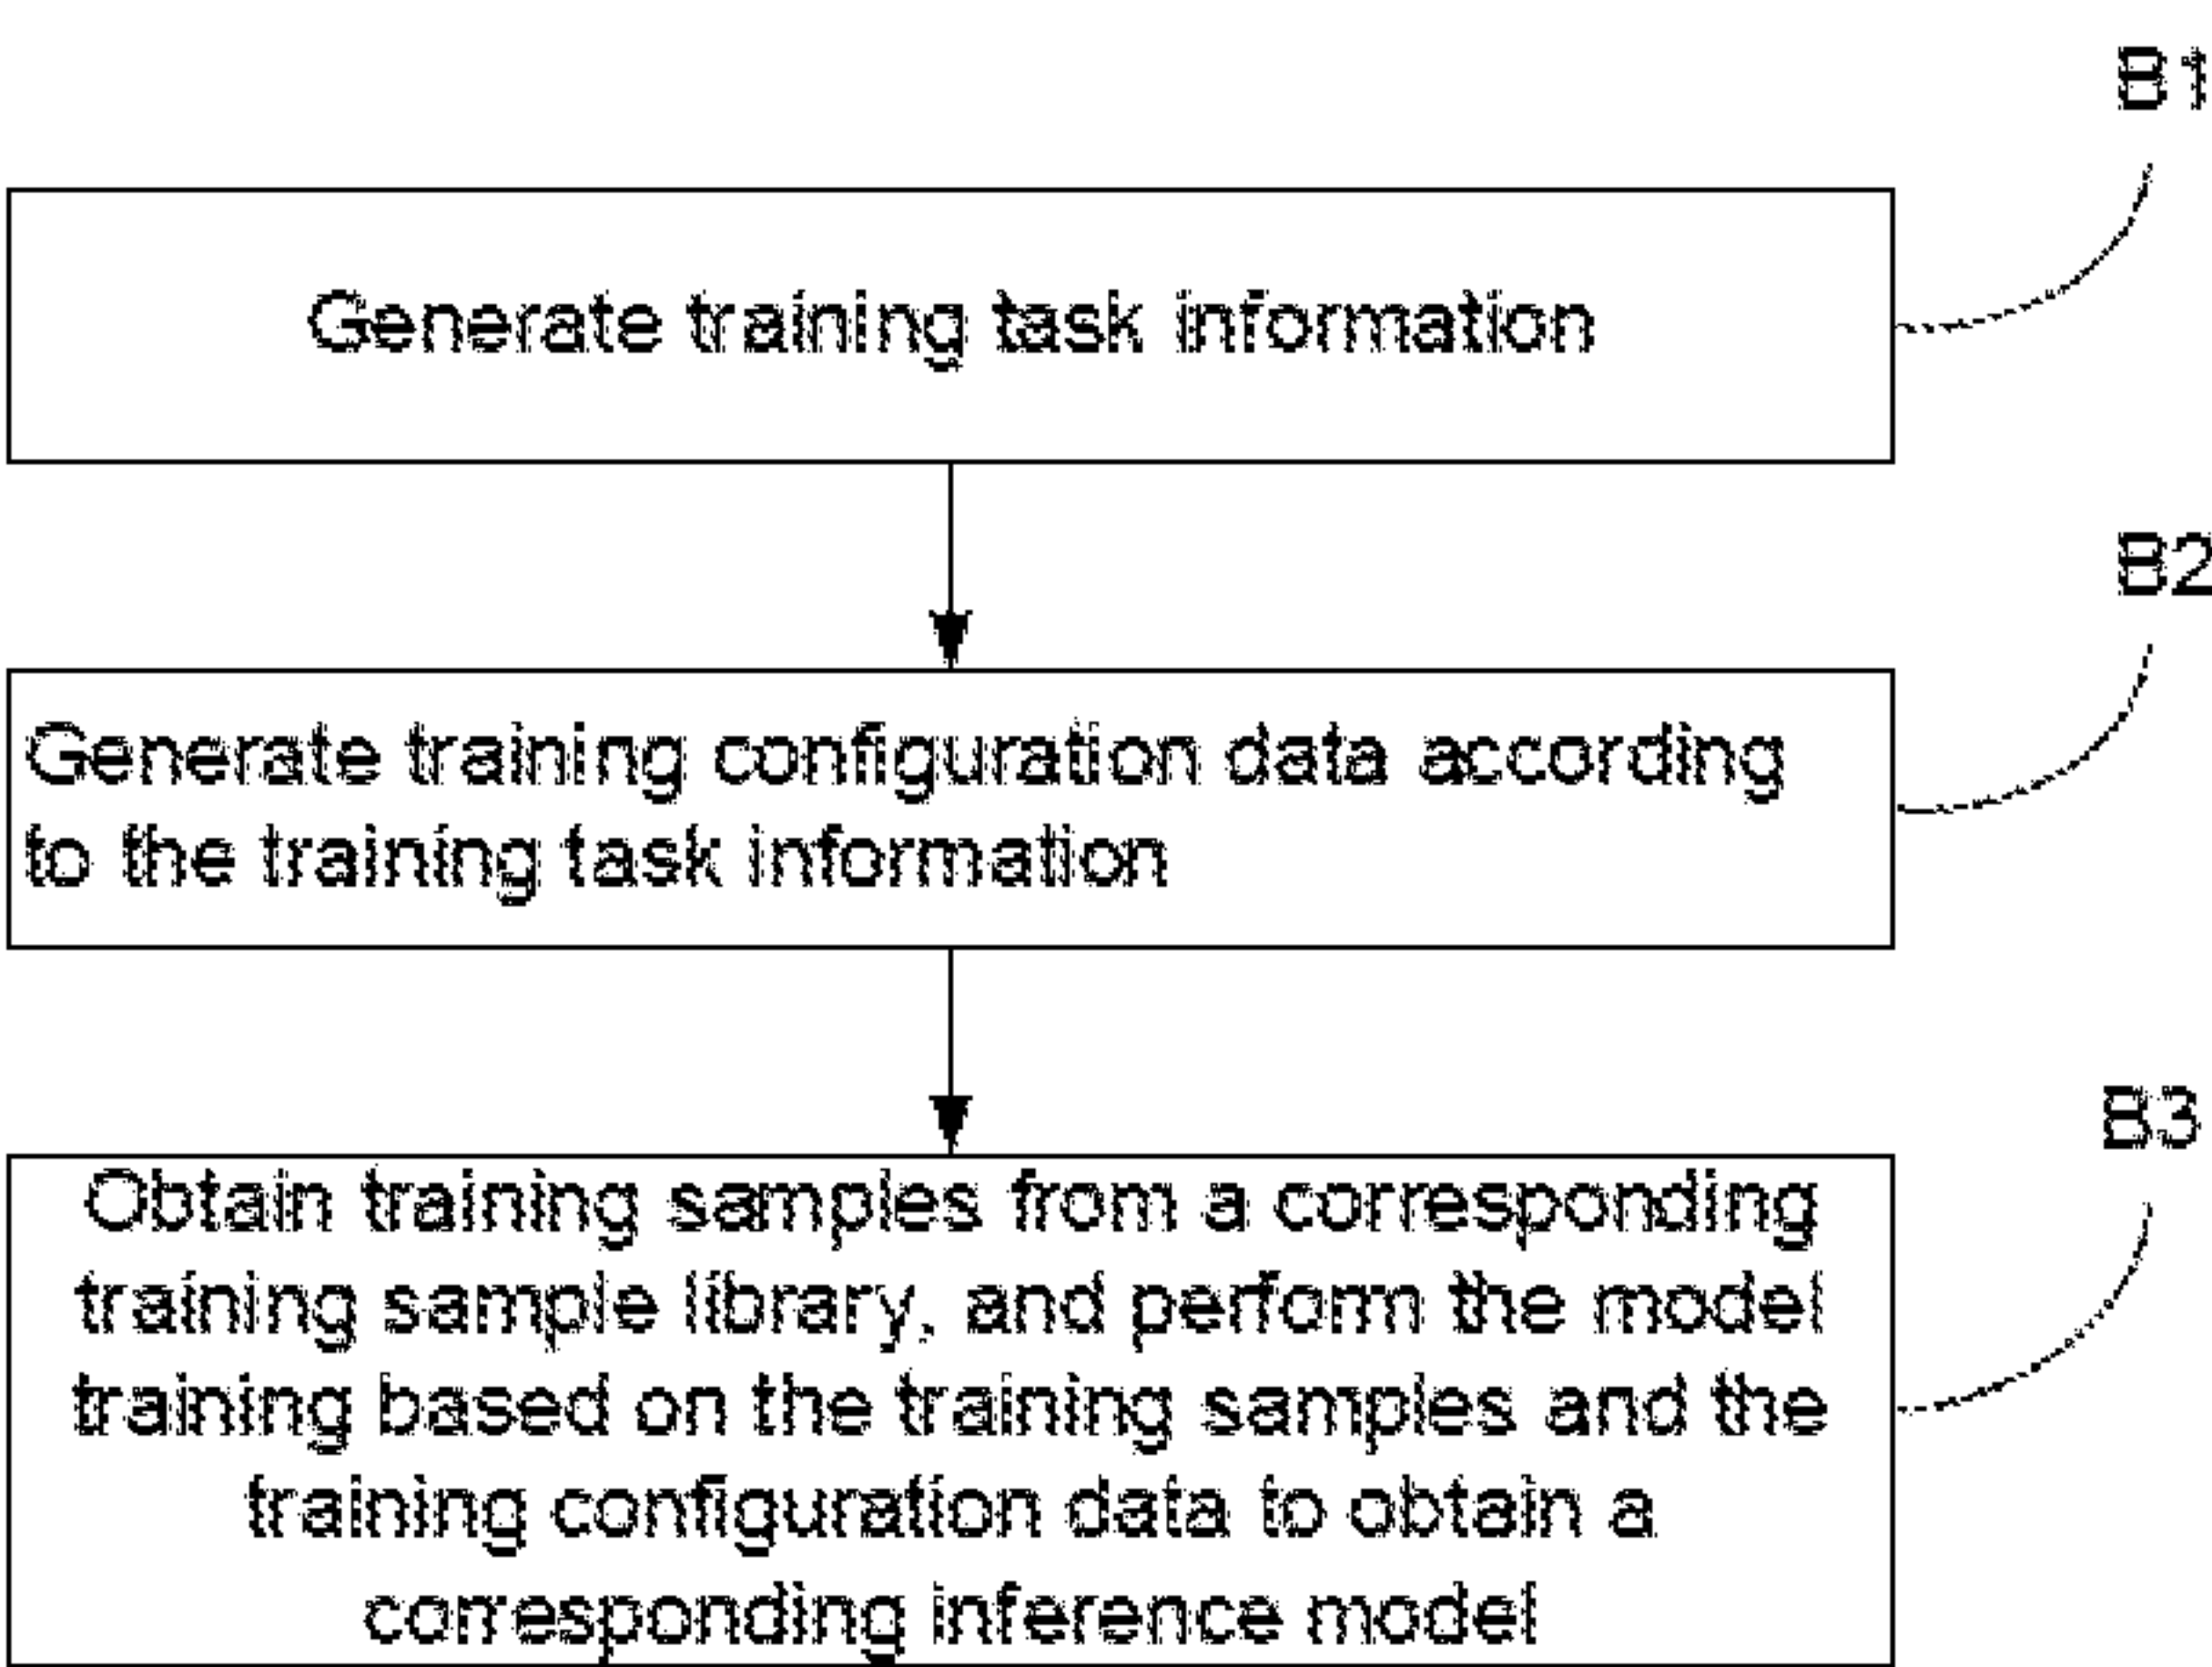 B1
Generate training task information
B2
Generate training configuration data according
to the training task information
B3
Obtain training samples from a corresponding
training sample library, and perform the model
training based on the training samples and the
training configuration data to obtain a
corresponding inference model